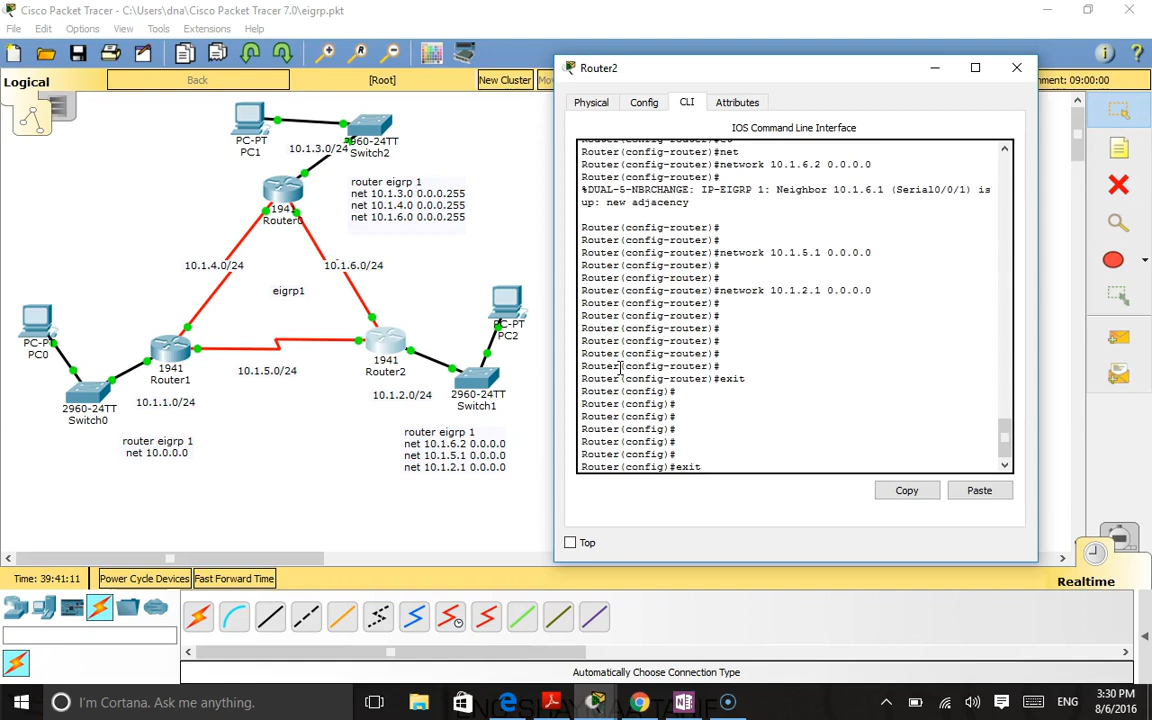 Cisco Packet Tracer - C:\Users\dna\Cisco Packet Tracer 7.0\eigrp.pkt
File Edit Options View Tools Extensions Help
Logical
Back
[Root]
New Cluster
ment: 09:00:00
PC-PT
PC1
10.1.3.0/24
2960-24TT
Switch2
router eigrp 1
net 10.1.3.0 0.0.0.255
net 10.1.4.0 0.0.0.255
net 10.1.6.0 0.0.0.255
1941
Router0
10.1.4.0/24
10.1.6.0/24
eigrp1
PC-PT
PC0
PC-PT
PC2
1941
Router1
1941
Router2
10.1.5.0/24
2960-24TT
Switch0
10.1.1.0/24
10.1.2.0/24
2960-24TT
Switch1
router eigrp 1
net 10.0.0.0
router eigrp 1
net 10.1.6.2 0.0.0.0
net 10.1.5.1 0.0.0.0
net 10.1.2.1 0.0.0.0
Router2
Physical Config CLI Attributes
IOS Command Line Interface
Router(config-router)#net
Router(config-router)#network 10.1.6.2 0.0.0.0
Router(config-router)#
%DUAL-5-NBRCHANGE: IP-EIGRP 1: Neighbor 10.1.6.1 (Serial0/0/1) is
up: new adjacency
Router(config-router)#
Router(config-router)#
Router(config-router)#network 10.1.5.1 0.0.0.0
Router(config-router)#
Router(config-router)#
Router(config-router)#network 10.1.2.1 0.0.0.0
Router(config-router)#
Router(config-router)#
Router(config-router)#
Router(config-router)#
Router(config-router)#
Router(config-router)#
Router(config-router)#exit
Router(config)#
Router(config)#
Router(config)#
Router(config)#
Router(config)#
Router(config)#
Router(config)#exit
Copy
Paste
Top
Time: 39:41:11
Power Cycle Devices
Fast Forward Time
Realtime
Automatically Choose Connection Type
I'm Cortana. Ask me anything.
ENG
3:30 PM
8/6/2016